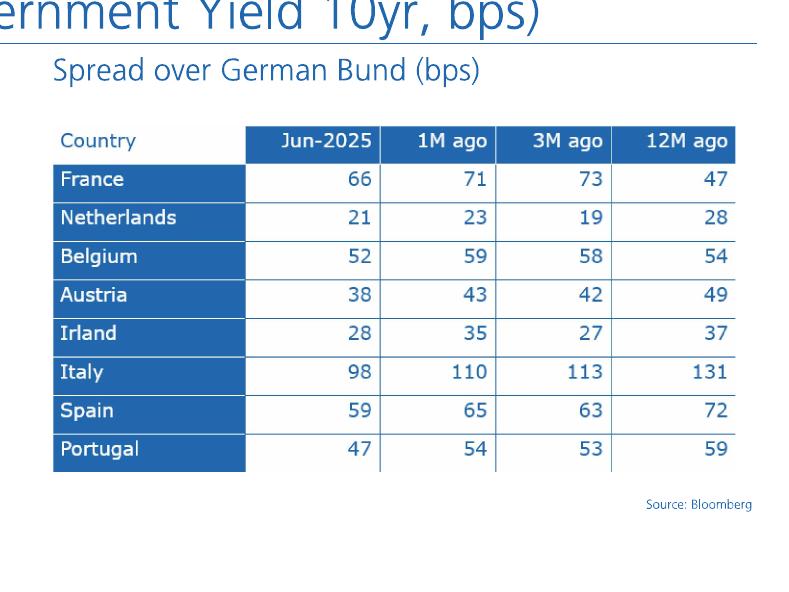 ernment Yield 10yr, bps)
Spread over German Bund (bps)
Country Jun-2025 1M ago 3M ago 12M ago
France 66 71 73 47
Netherlands 21 23 19 28
Belgium 52 59 58 54
Austria 38 43 42 49
Irland 28 35 27 37
Italy 98 110 113 131
Spain 59 65 63 72
Portugal 47 54 53 59
Source: Bloomberg